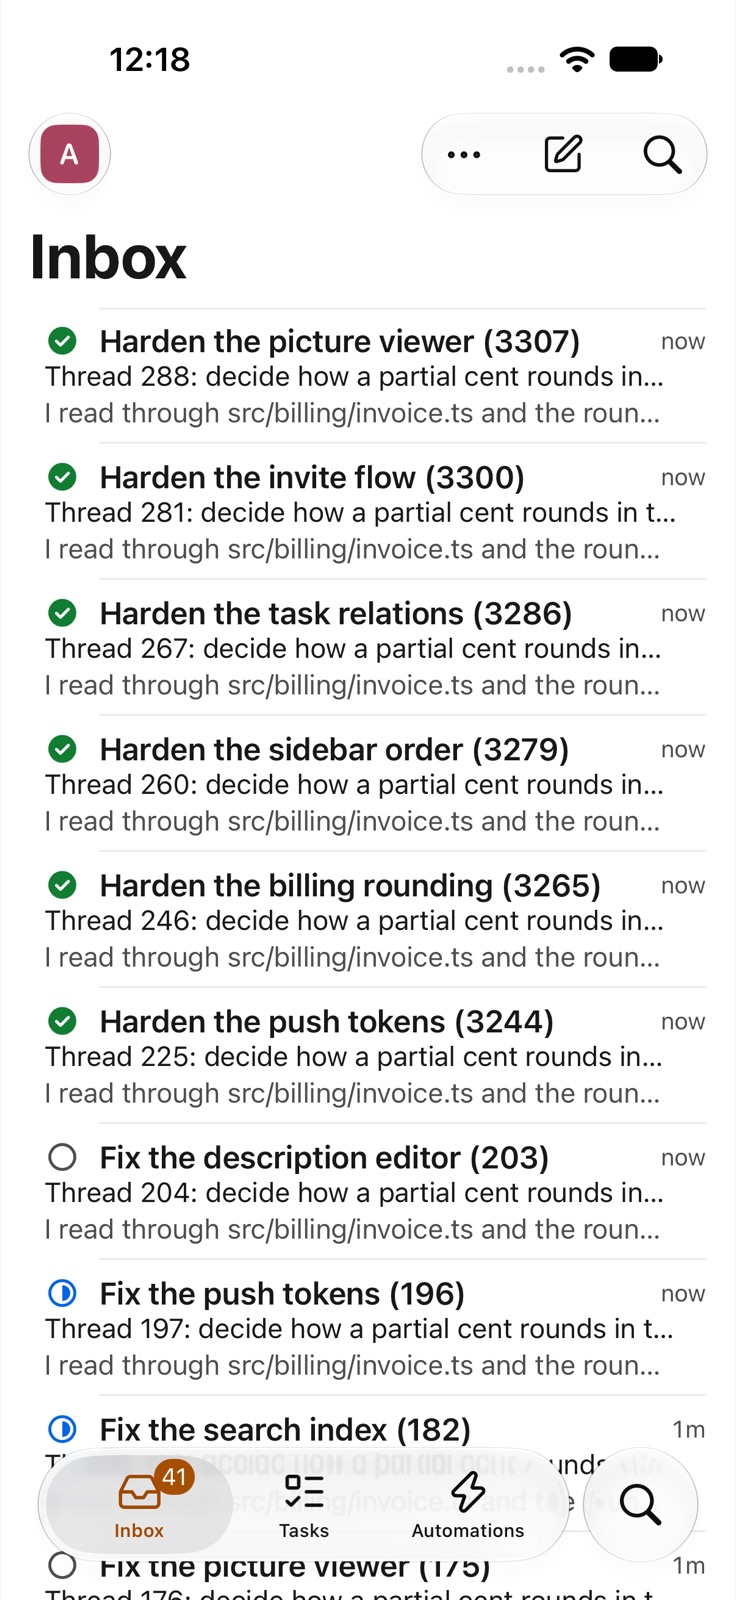 12:18
A
Inbox
Harden the picture viewer (3307) now
Thread 288: decide how a partial cent rounds in...
I read through src/billing/invoice.ts and the roun...
Harden the invite flow (3300) now
Thread 281: decide how a partial cent rounds in t...
I read through src/billing/invoice.ts and the roun...
Harden the task relations (3286) now
Thread 267: decide how a partial cent rounds in...
I read through src/billing/invoice.ts and the roun...
Harden the sidebar order (3279) now
Thread 260: decide how a partial cent rounds in...
I read through src/billing/invoice.ts and the roun...
Harden the billing rounding (3265) now
Thread 246: decide how a partial cent rounds in...
I read through src/billing/invoice.ts and the roun...
Harden the push tokens (3244) now
Thread 225: decide how a partial cent rounds in...
I read through src/billing/invoice.ts and the roun...
Fix the description editor (203) now
Thread 204: decide how a partial cent rounds in...
I read through src/billing/invoice.ts and the roun...
Fix the push tokens (196) now
Thread 197: decide how a partial cent rounds in t...
I read through src/billing/invoice.ts and the roun...
Fix the search index (182) 1m
41
Inbox Tasks Automations
Fix the picture viewer (175) 1m
Thread 176: decide how a partial cent rounds in t...